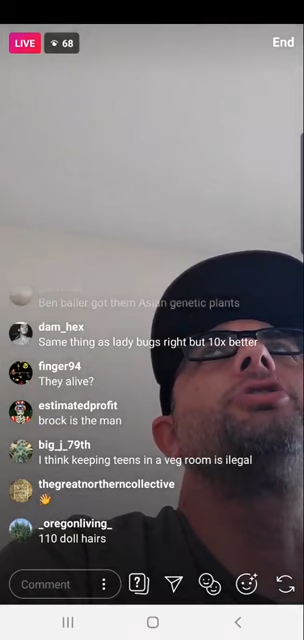 LIVE 68 End
Ben baller got them Asian genetic plants
dam_hex
Same thing as lady bugs right but 10x better
finger94
They alive?
estimatedprofit
brock is the man
big_j_79th
I think keeping teens in a veg room is ilegal
thegreatnortherncollective
👋
_oregonliving_
110 doll hairs
Comment